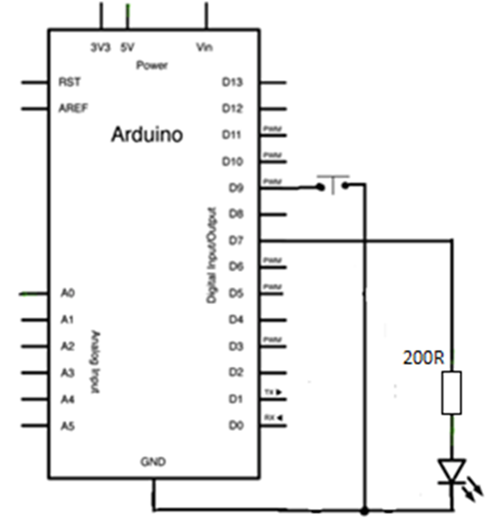 3V3 5V Vin
Power
RST D13
AREF D12
Arduino
D11 PWM
D10 PWM
D9 PWM
D8
D7
Digital Input/Output
D6 PWM
A0 D5 PWM
A1 D4
A2 D3 PWM
Analog Input
A3 D2
A4 D1 TX
A5 D0 RX
200R
GND